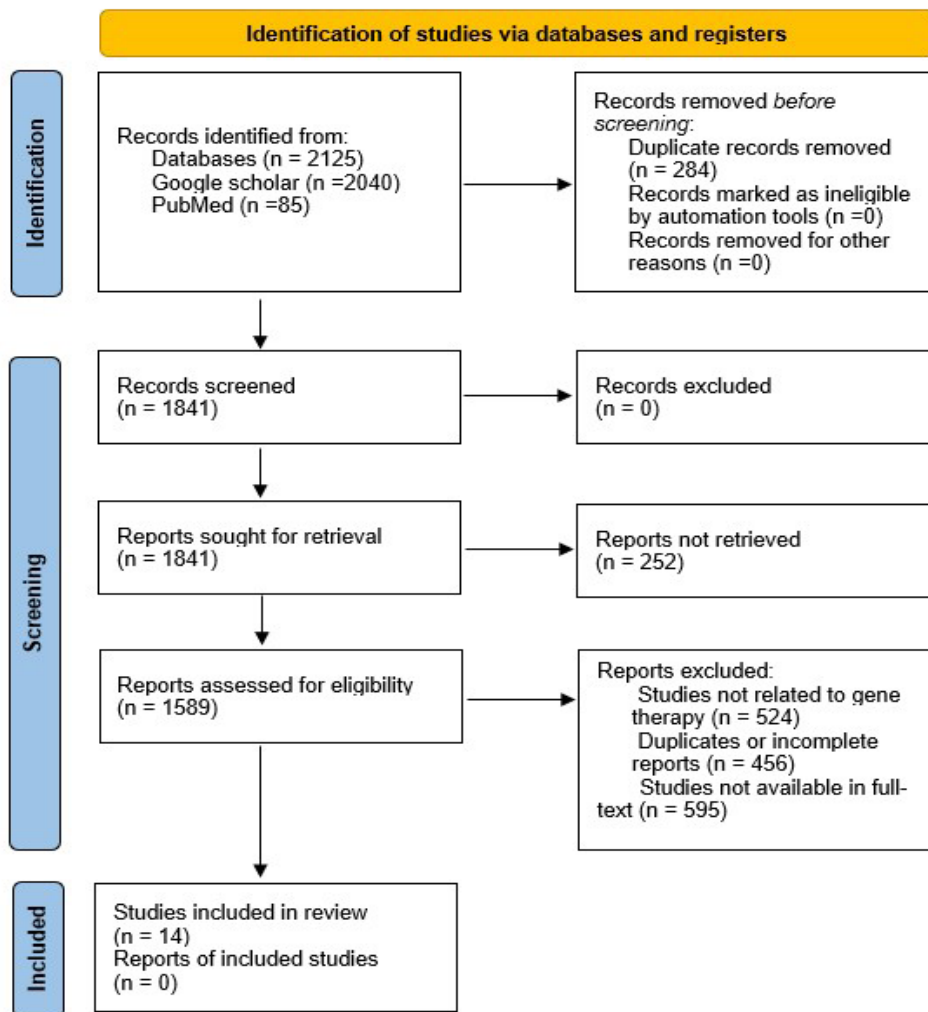 Identification of studies via databases and registers
Identification
Records identified from:
Databases (n = 2125)
Google scholar (n =2040)
PubMed (n =85)
Records removed before
screening:
Duplicate records removed
(n = 284)
Records marked as ineligible
by automation tools (n =0)
Records removed for other
reasons (n =0)
Screening
Records screened
(n = 1841)
Records excluded
(n = 0)
Reports sought for retrieval
(n = 1841)
Reports not retrieved
(n = 252)
Reports assessed for eligibility
(n = 1589)
Reports excluded:
Studies not related to gene
therapy (n = 524)
Duplicates or incomplete
reports (n = 456)
Studies not available in full-
text (n = 595)
Included
Studies included in review
(n = 14)
Reports of included studies
(n = 0)